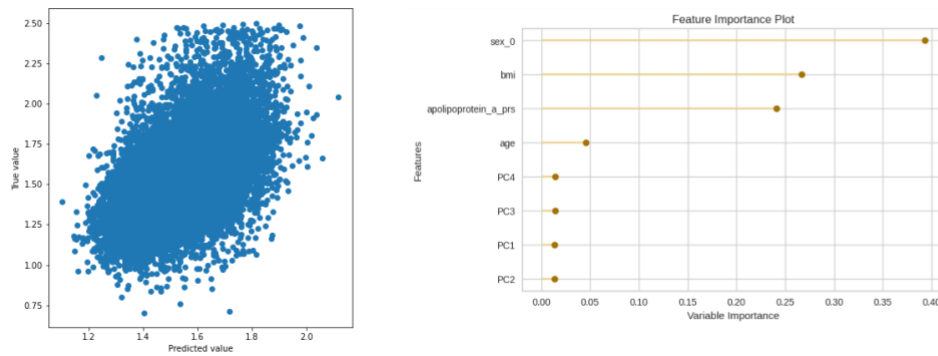 2.50
2.25
2.00
1.75
1.50
1.25
1.00
0.75
True value
1.2 1.4 1.6 1.8 2.0
Predicted value
Feature Importance Plot
sex_0
bmi
apolipoprotein_a_prs
age
PC4
PC3
PC1
PC2
Features
0.00 0.05 0.10 0.15 0.20 0.25 0.30 0.35 0.40
Variable Importance